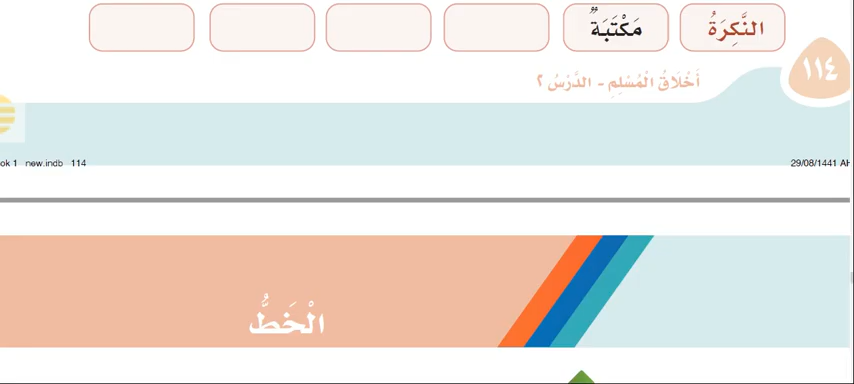 النَّكِرَةُ مَكْتَبَةٌ
١١٤
أَخْلَاقُ الْمُسْلِمِ - الدَّرْسُ ٢
ok 1 new.indb 114 29/08/1441 AH
الْخَطُّ